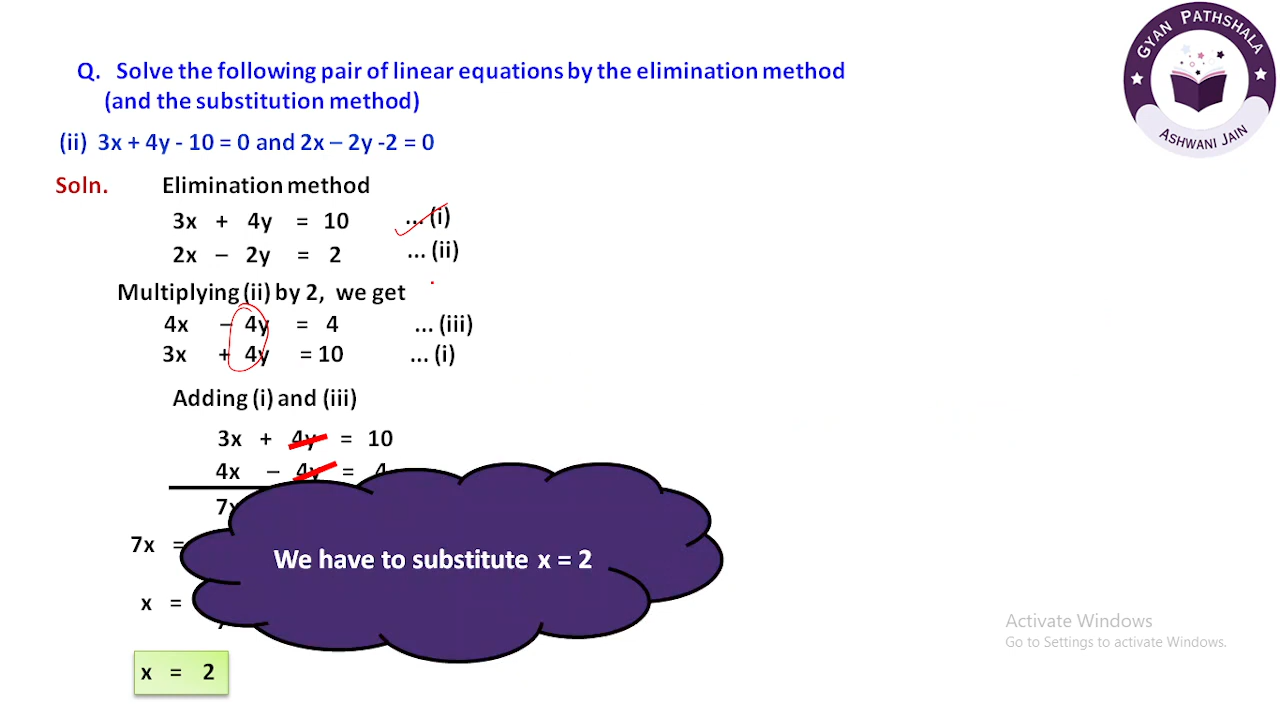 GYAN PATHSHALA
ASHWANI JAIN
Q. Solve the following pair of linear equations by the elimination method
(and the substitution method)
(ii) 3x + 4y - 10 = 0 and 2x – 2y -2 = 0
Soln. Elimination method
3x + 4y = 10 ... (i)
2x – 2y = 2 ... (ii)
Multiplying (ii) by 2, we get
4x – 4y = 4 ... (iii)
3x + 4y = 10 ... (i)
Adding (i) and (iii)
3x + 4y = 10
4x – 4y = 4
7x
7x =
We have to substitute x = 2
x =
x = 2
Activate Windows
Go to Settings to activate Windows.